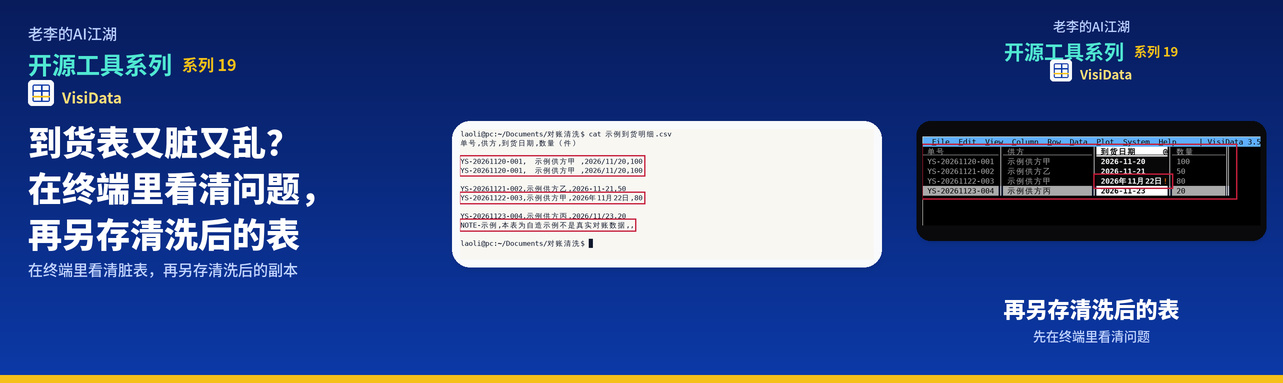 老李的AI江湖
开源工具系列 系列 19
VisiData
到货表又脏又乱？
在终端里看清问题，
再另存清洗后的表
在终端里看清脏表，再另存清洗后的副本
laoli@pc:~/Documents/对账清洗$ cat 示例到货明细.csv
单号,供方,到货日期,数量（件）
YS-20261120-001,　示例供方甲 ,2026/11/20,100
YS-20261120-001,　示例供方甲 ,2026/11/20,100
YS-20261121-002,示例供方乙,2026-11-21,50
YS-20261122-003,示例供方甲,2026年11月22日,80
YS-20261123-004,示例供方丙,2026/11/23,20
NOTE-示例,本表为自造示例不是真实对账数据,,
laoli@pc:~/Documents/对账清洗$
老李的AI江湖
开源工具系列 系列 19
VisiData
File Edit View Column Row Data Plot System Help | VisiData 3.5
单号 供方 到货日期 @ 数量
YS-20261120-001 示例供方甲 2026-11-20 100
YS-20261121-002 示例供方乙 2026-11-21 50
YS-20261122-003 示例供方甲 2026年11月22日! 80
YS-20261123-004 示例供方丙 2026-11-23 20
再另存清洗后的表
先在终端里看清问题